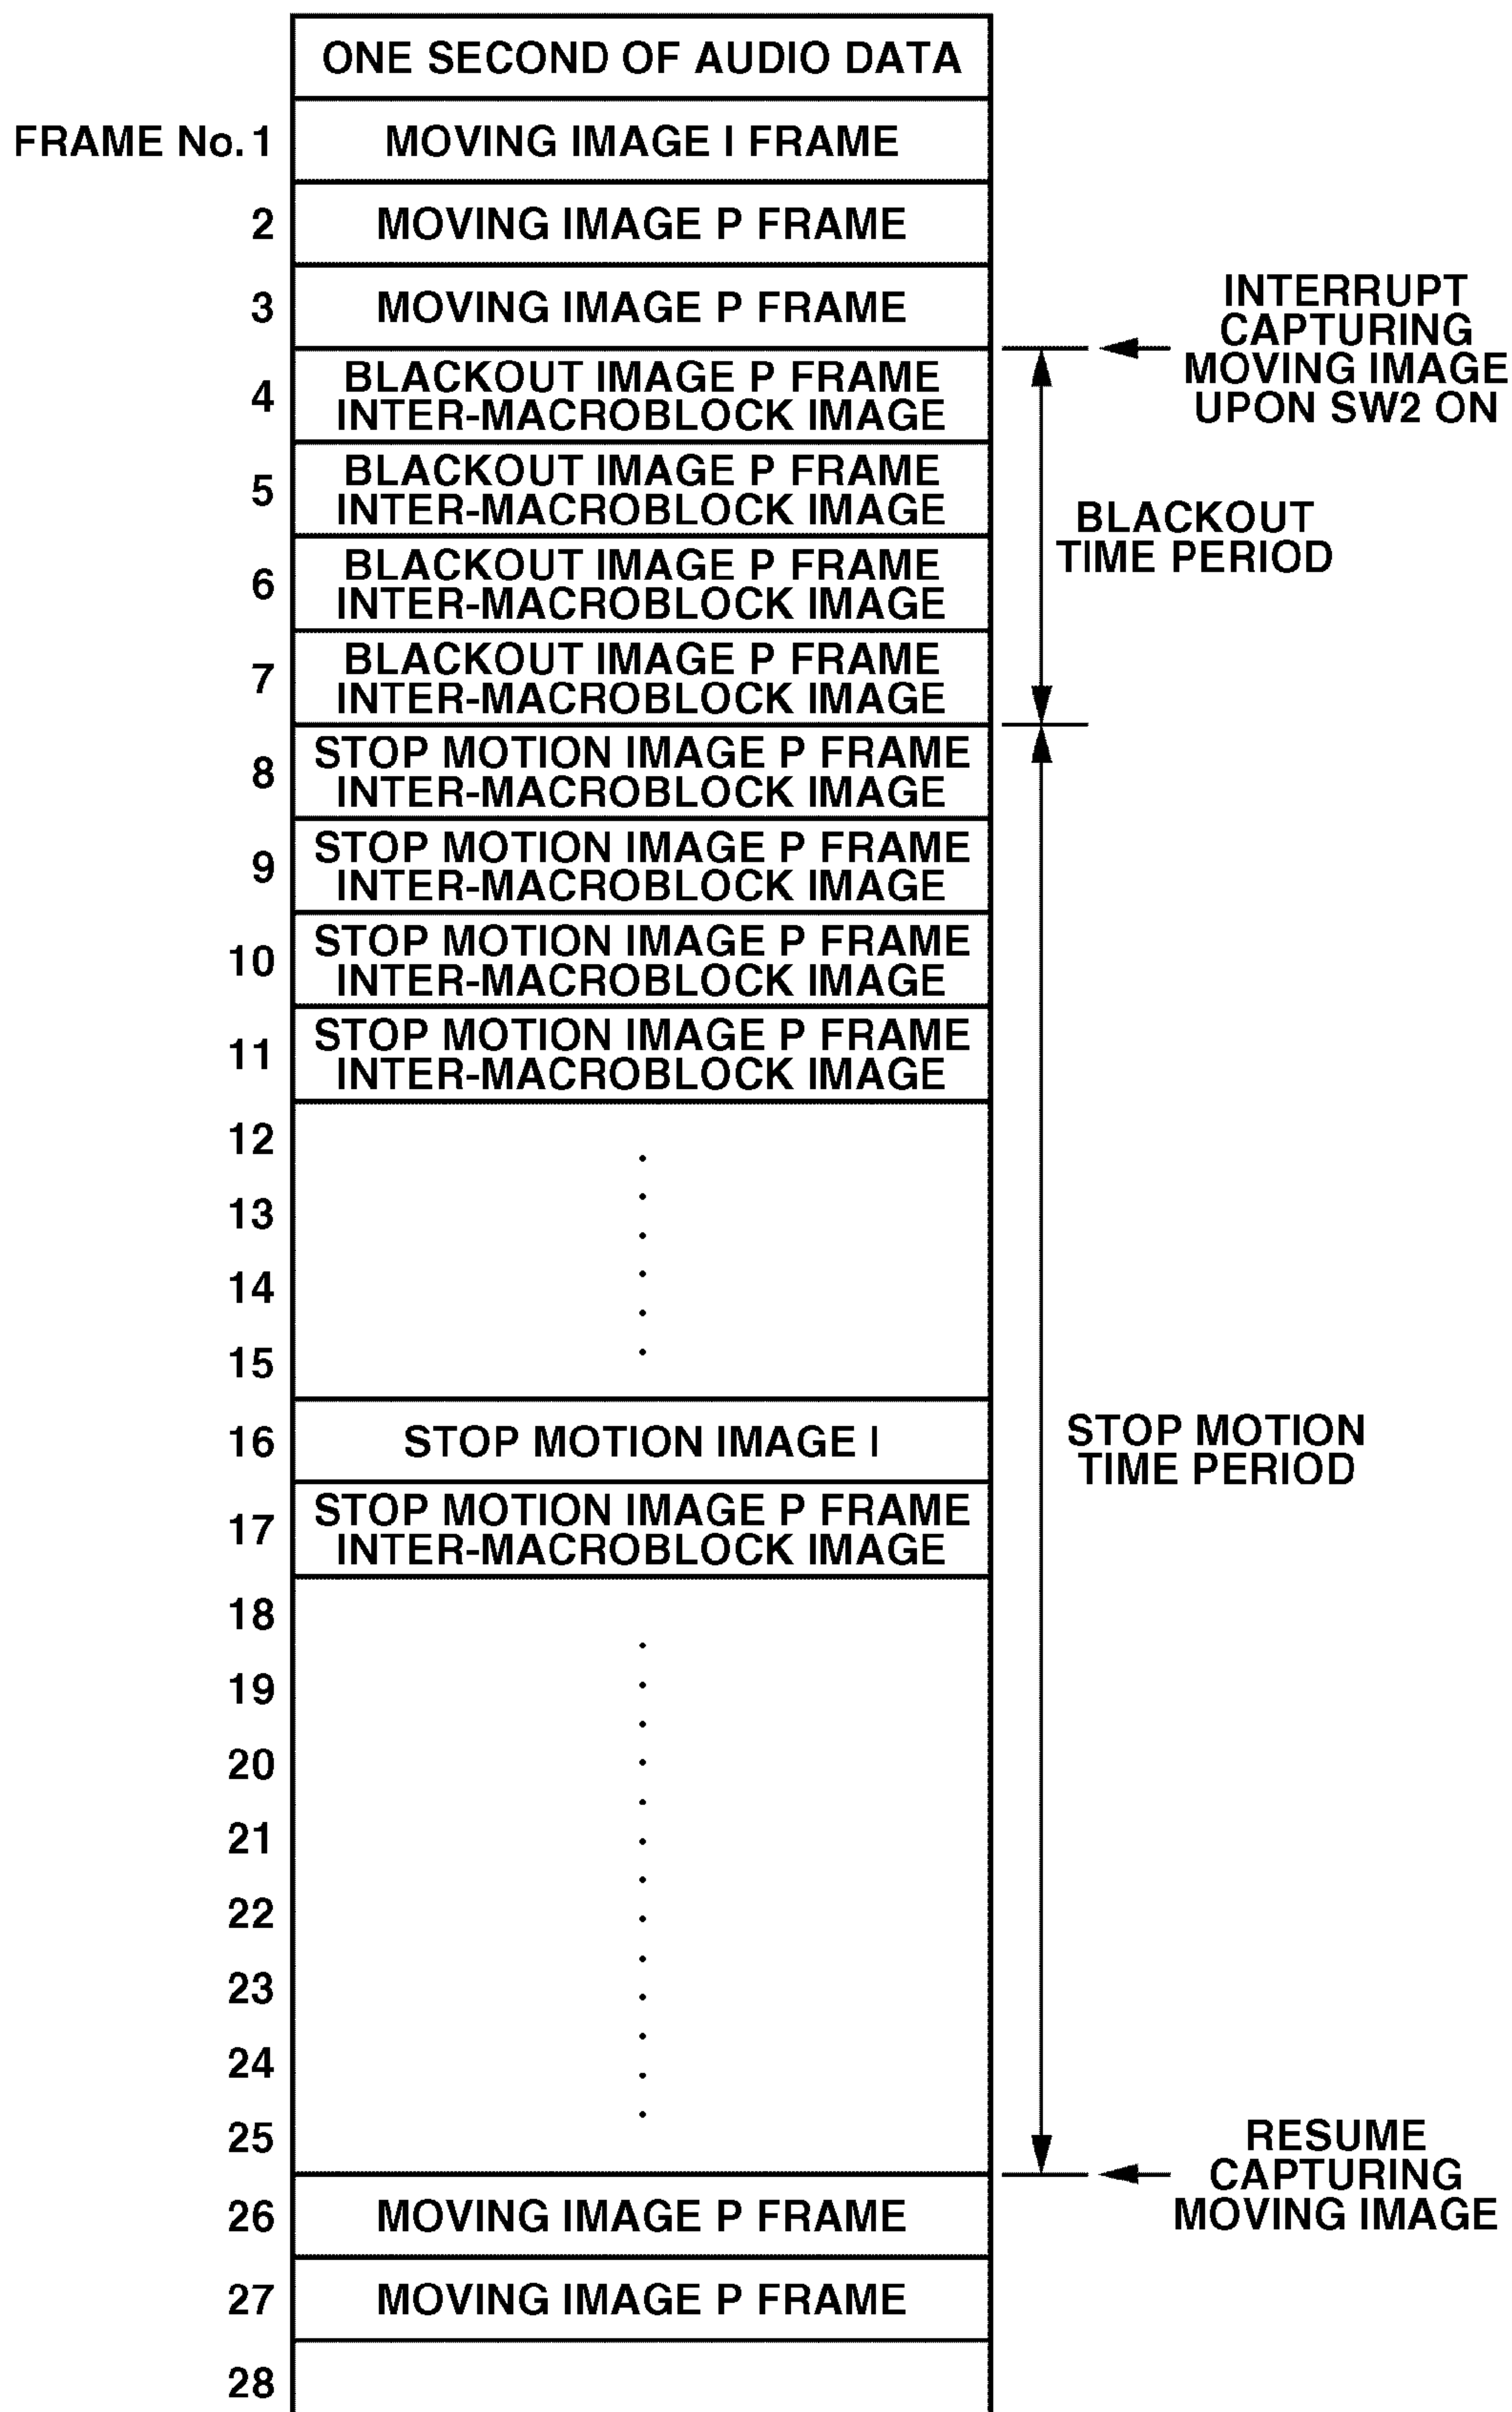 ONE SECOND OF AUDIO DATA
FRAME No. 1 MOVING IMAGE I FRAME
2 MOVING IMAGE P FRAME
3 MOVING IMAGE P FRAME
INTERRUPT
CAPTURING
MOVING IMAGE
UPON SW2 ON
4 BLACKOUT IMAGE P FRAME
INTER-MACROBLOCK IMAGE
5 BLACKOUT IMAGE P FRAME
INTER-MACROBLOCK IMAGE
BLACKOUT
TIME PERIOD
6 BLACKOUT IMAGE P FRAME
INTER-MACROBLOCK IMAGE
7 BLACKOUT IMAGE P FRAME
INTER-MACROBLOCK IMAGE
8 STOP MOTION IMAGE P FRAME
INTER-MACROBLOCK IMAGE
9 STOP MOTION IMAGE P FRAME
INTER-MACROBLOCK IMAGE
10 STOP MOTION IMAGE P FRAME
INTER-MACROBLOCK IMAGE
11 STOP MOTION IMAGE P FRAME
INTER-MACROBLOCK IMAGE
12
13
14
15
16 STOP MOTION IMAGE I
STOP MOTION
TIME PERIOD
17 STOP MOTION IMAGE P FRAME
INTER-MACROBLOCK IMAGE
18
19
20
21
22
23
24
25
RESUME
CAPTURING
MOVING IMAGE
26 MOVING IMAGE P FRAME
27 MOVING IMAGE P FRAME
28